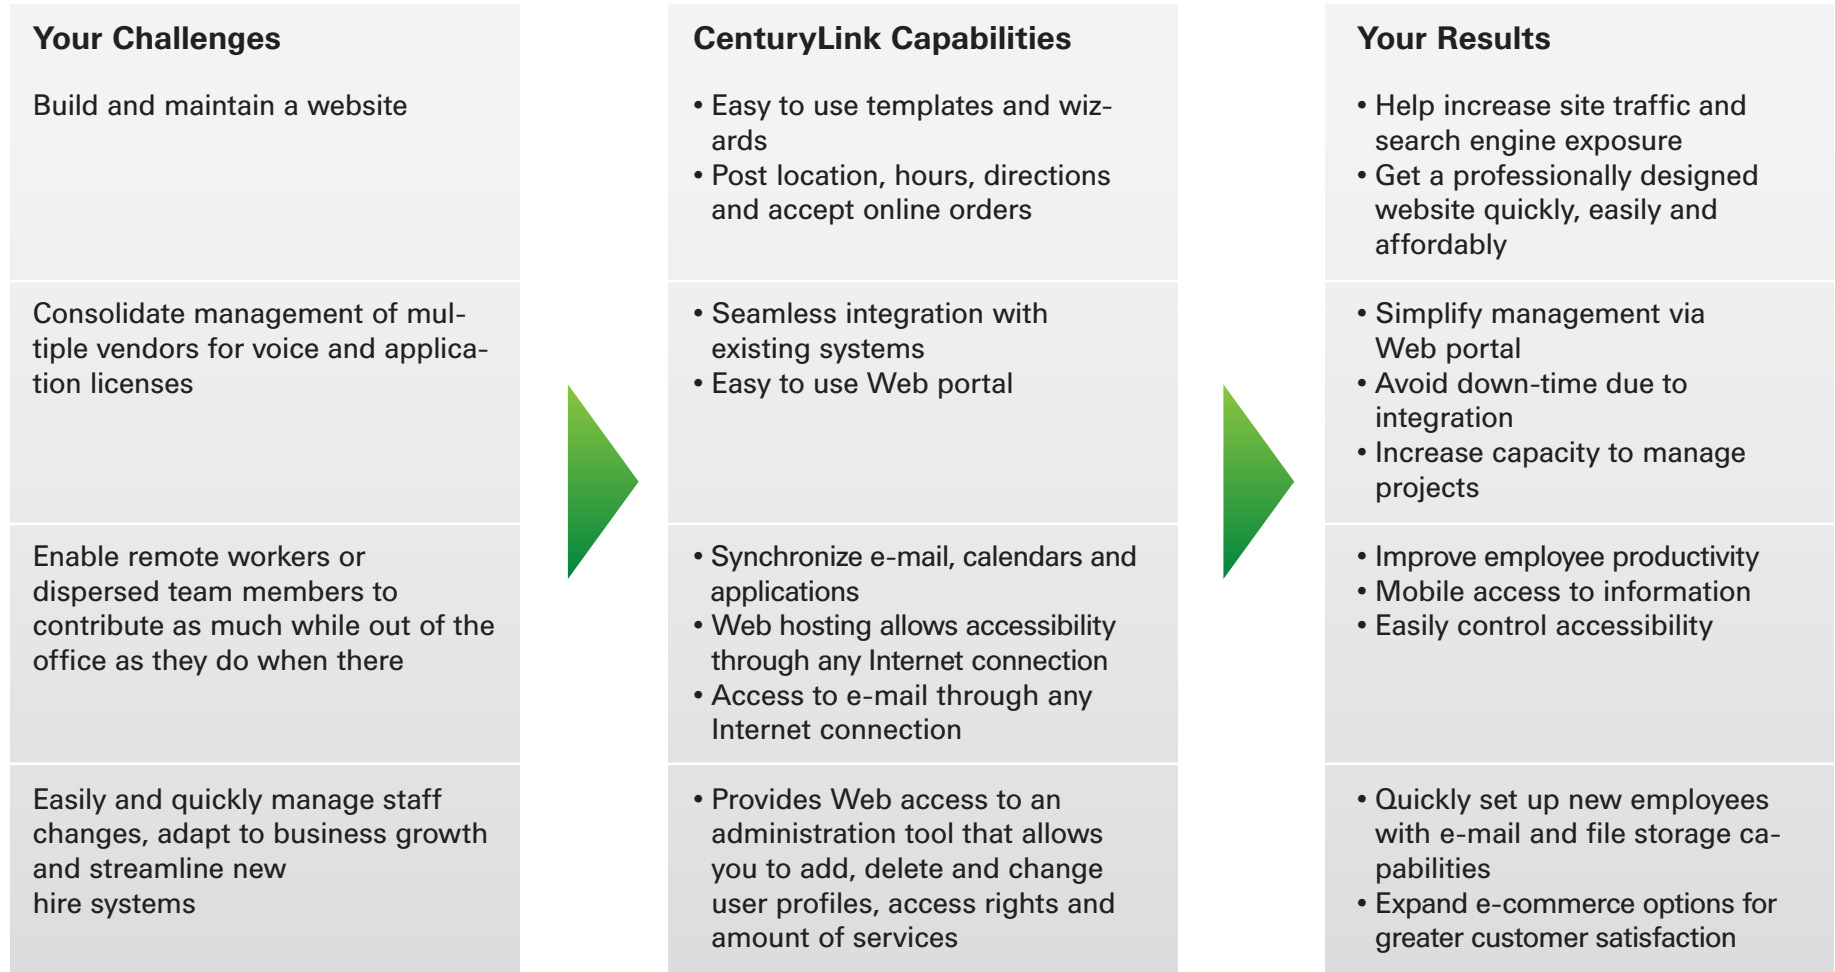 Your Challenges
Build and maintain a website
Consolidate management of mul-
tiple vendors for voice and applica-
tion licenses
Enable remote workers or
dispersed team members to
contribute as much while out of the
office as they do when there
Easily and quickly manage staff
changes, adapt to business growth
and streamline new
hire systems
CenturyLink Capabilities
• Easy to use templates and wiz-
ards
• Post location, hours, directions
and accept online orders
• Seamless integration with
existing systems
• Easy to use Web portal
• Synchronize e-mail, calendars and
applications
• Web hosting allows accessibility
through any Internet connection
• Access to e-mail through any
Internet connection
• Provides Web access to an
administration tool that allows
you to add, delete and change
user profiles, access rights and
amount of services
Your Results
• Help increase site traffic and
search engine exposure
• Get a professionally designed
website quickly, easily and
affordably
• Simplify management via
Web portal
• Avoid down-time due to
integration
• Increase capacity to manage
projects
• Improve employee productivity
• Mobile access to information
• Easily control accessibility
• Quickly set up new employees
with e-mail and file storage ca-
pabilities
• Expand e-commerce options for
greater customer satisfaction